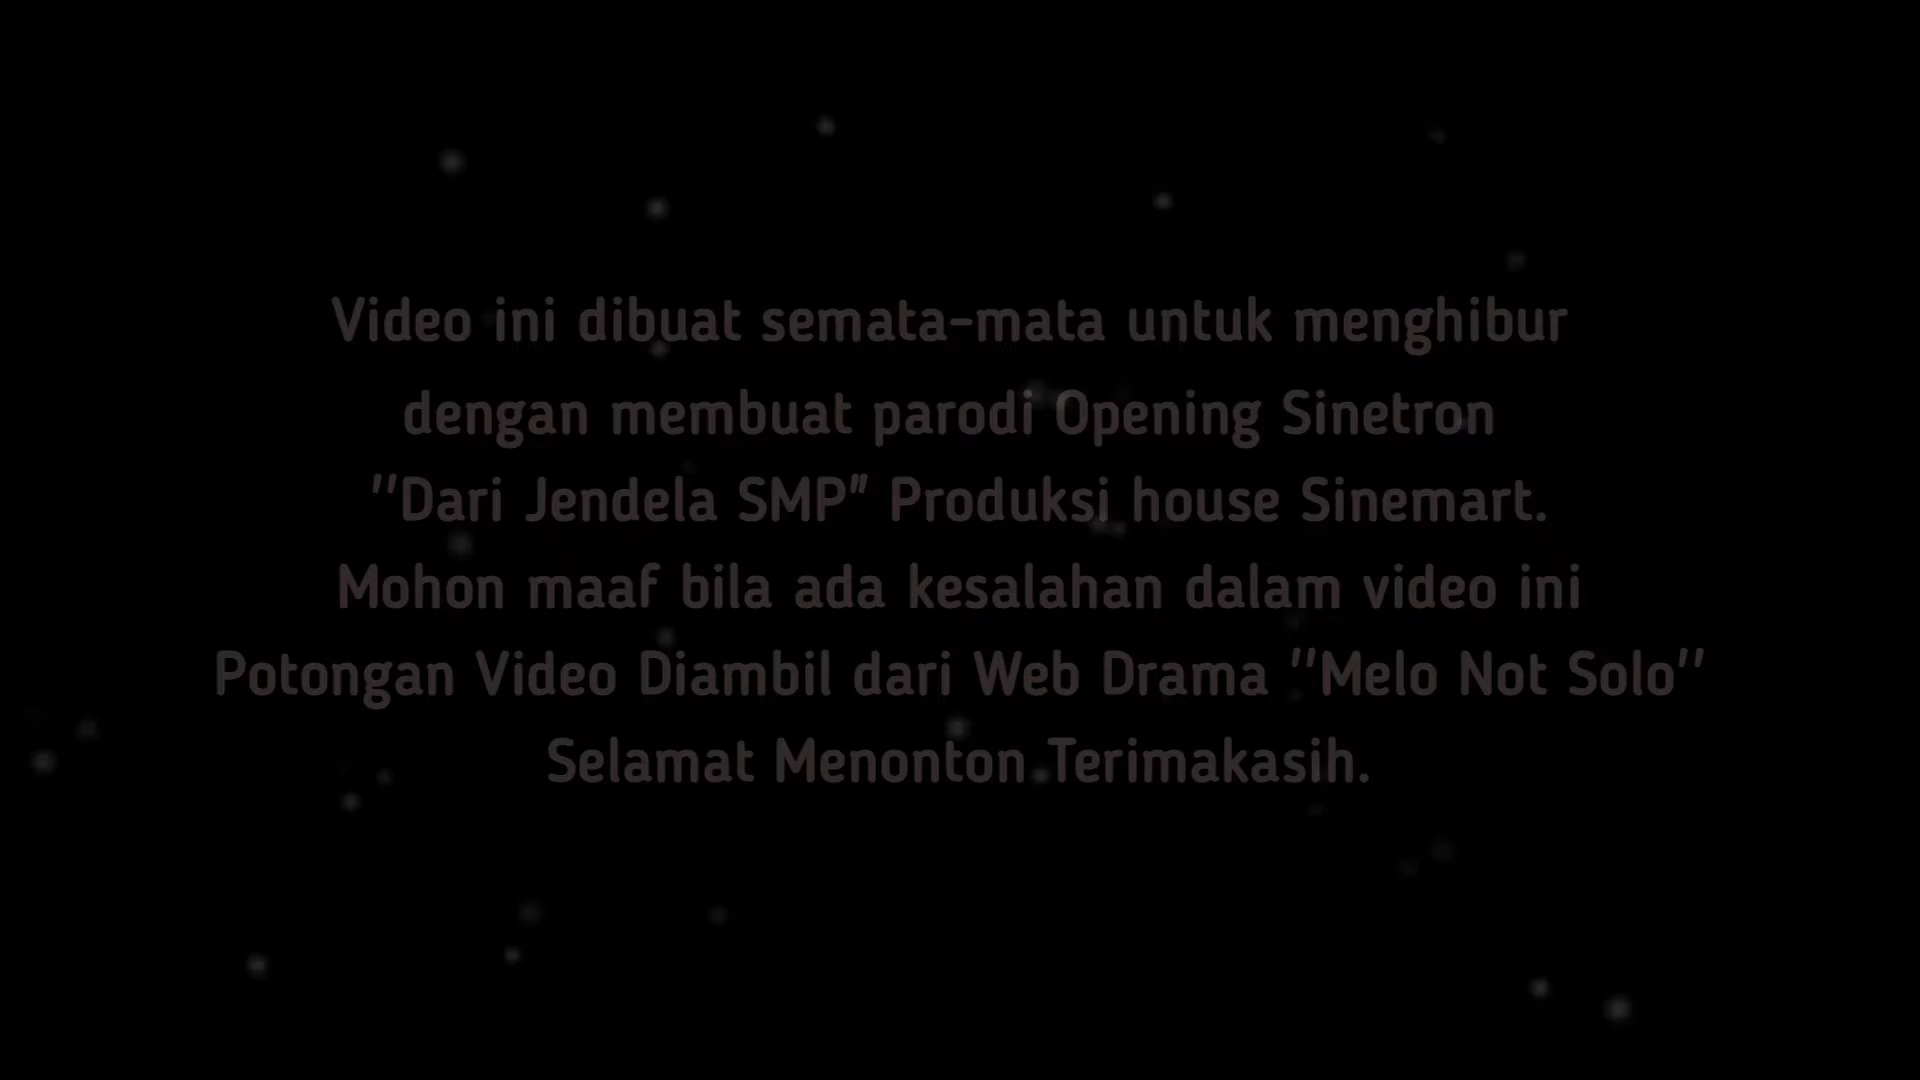 Video ini dibuat semata-mata untuk menghibur
dengan membuat parodi Opening Sinetron
''Dari Jendela SMP" Produksi house Sinemart.
Mohon maaf bila ada kesalahan dalam video ini
Potongan Video Diambil dari Web Drama ''Melo Not Solo''
Selamat Menonton Terimakasih.